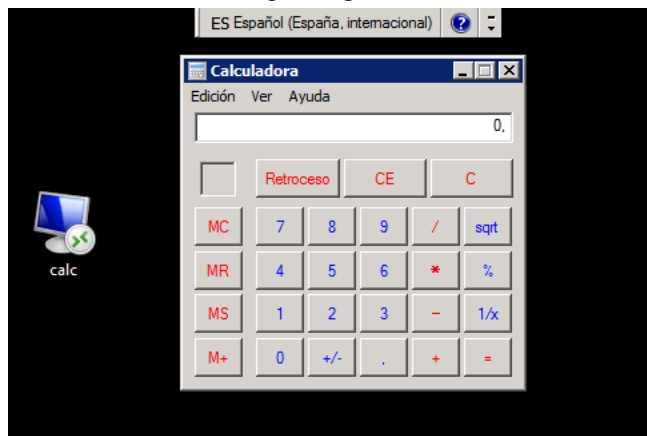 ES Español (España, internacional)
Calculadora
Edición Ver Ayuda
0,
Retroceso CE C
MC 7 8 9 / sqrt
calc
MR 4 5 6 * %
MS 1 2 3 - 1/x
M+ 0 +/- , + =